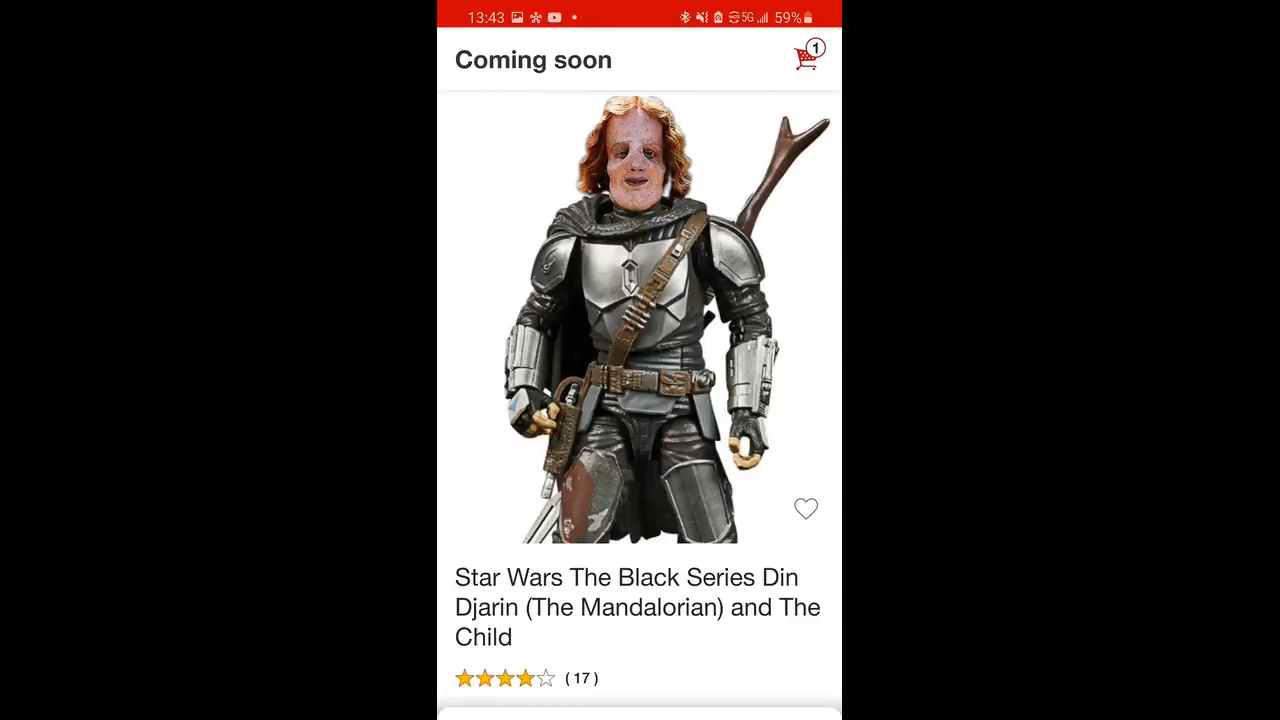 13:43 5G 59%
Coming soon
1
Star Wars The Black Series Din
Djarin (The Mandalorian) and The
Child
(17)